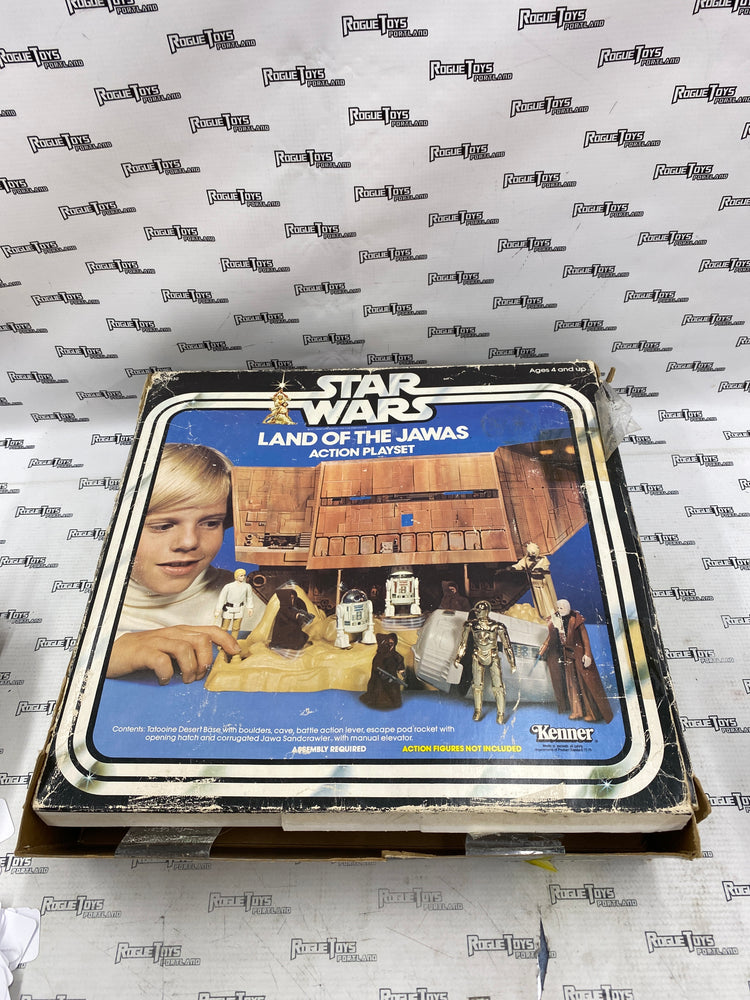 Ages 4 and up
STAR
WARS
LAND OF THE JAWAS
ACTION PLAYSET
Contents: Tatooine Desert Base with boulders, cave, battle action lever, escape pod rocket with
opening hatch and corrugated Jawa Sandcrawler with manual elevator.
Kenner
ASSEMBLY REQUIRED
ACTION FIGURES NOT INCLUDED
ROGUE TOYS
PORTLAND